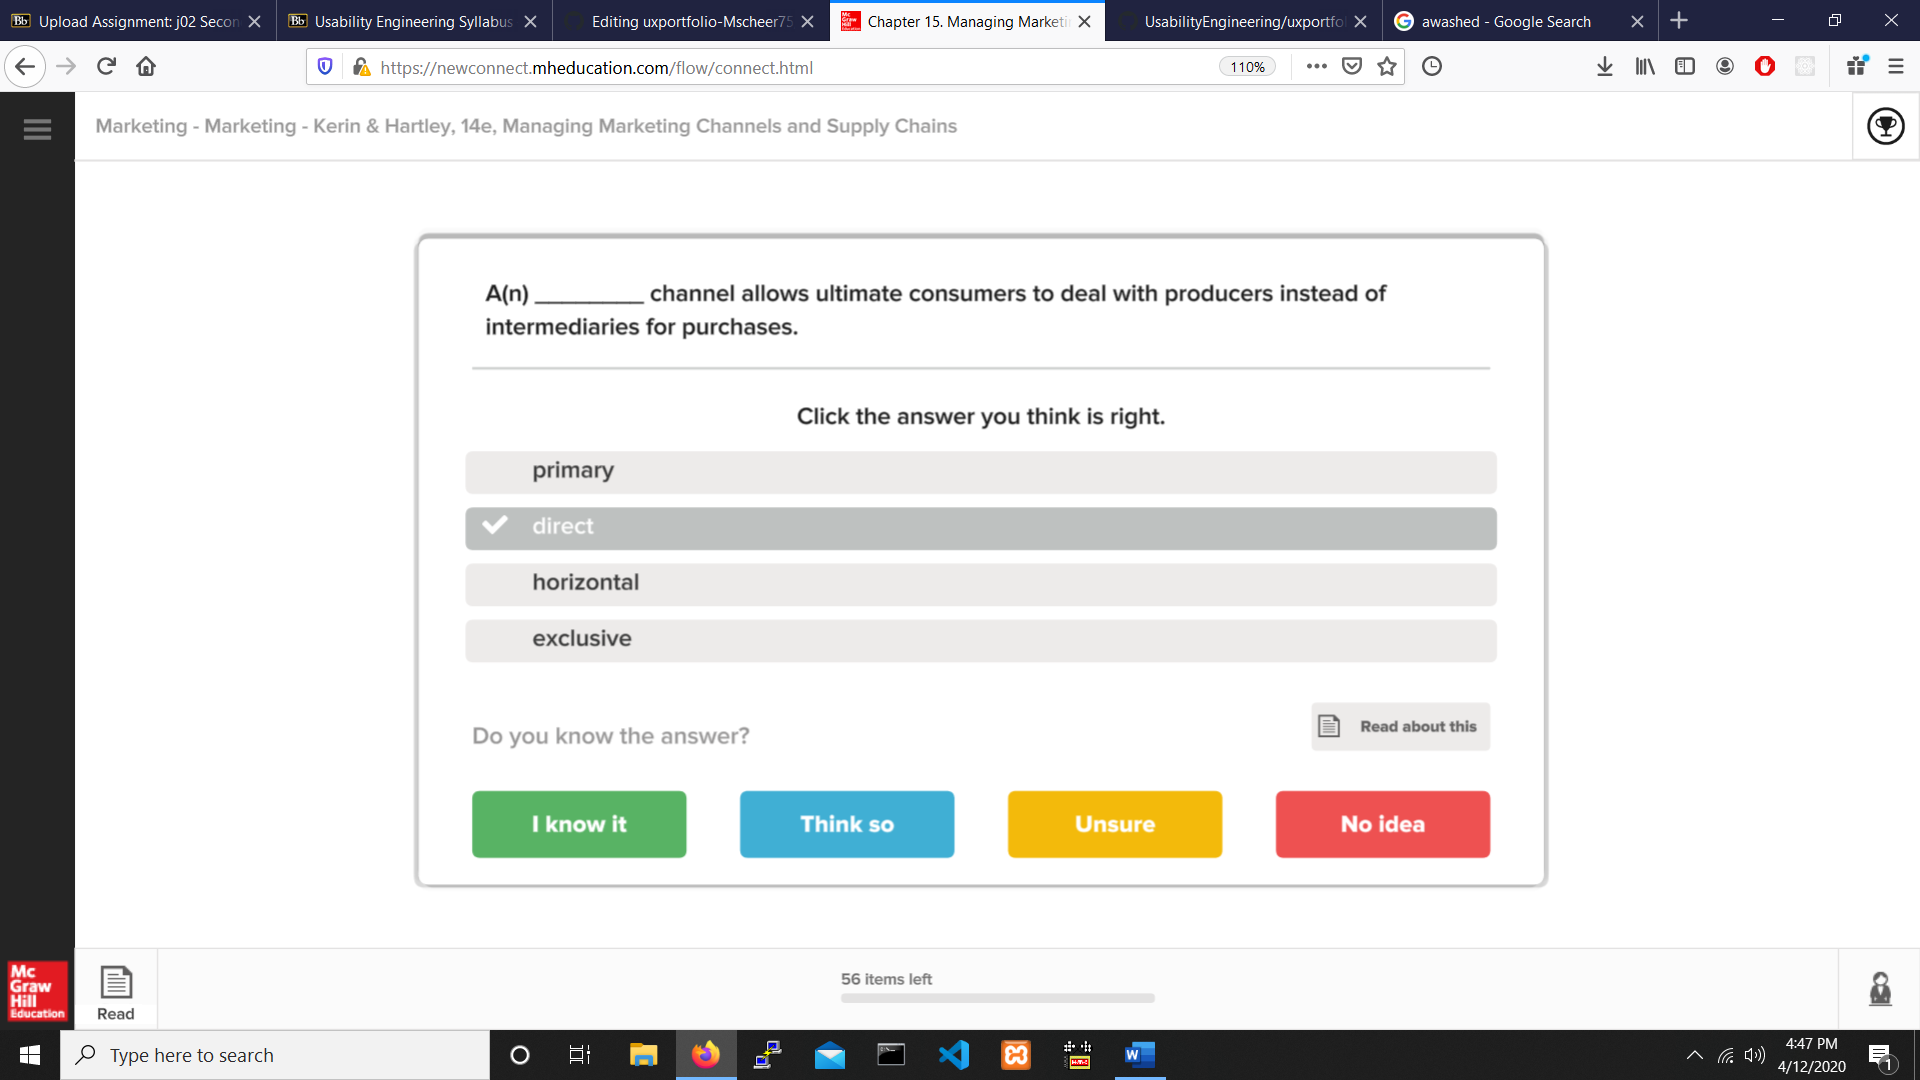 Upload Assignment: j02 Secon
Usability Engineering Syllabus
Editing uxportfolio-Mscheer75
Chapter 15. Managing Marketi
UsabilityEngineering/uxportfo
awashed - Google Search
https://newconnect.mheducation.com/flow/connect.html
110%
Marketing - Marketing - Kerin & Hartley, 14e, Managing Marketing Channels and Supply Chains
A(n) ________ channel allows ultimate consumers to deal with producers instead of
intermediaries for purchases.
Click the answer you think is right.
primary
direct
horizontal
exclusive
Do you know the answer?
Read about this
I know it
Think so
Unsure
No idea
Mc
Graw
Hill
Education
Read
56 items left
Type here to search
4:47 PM
4/12/2020
1